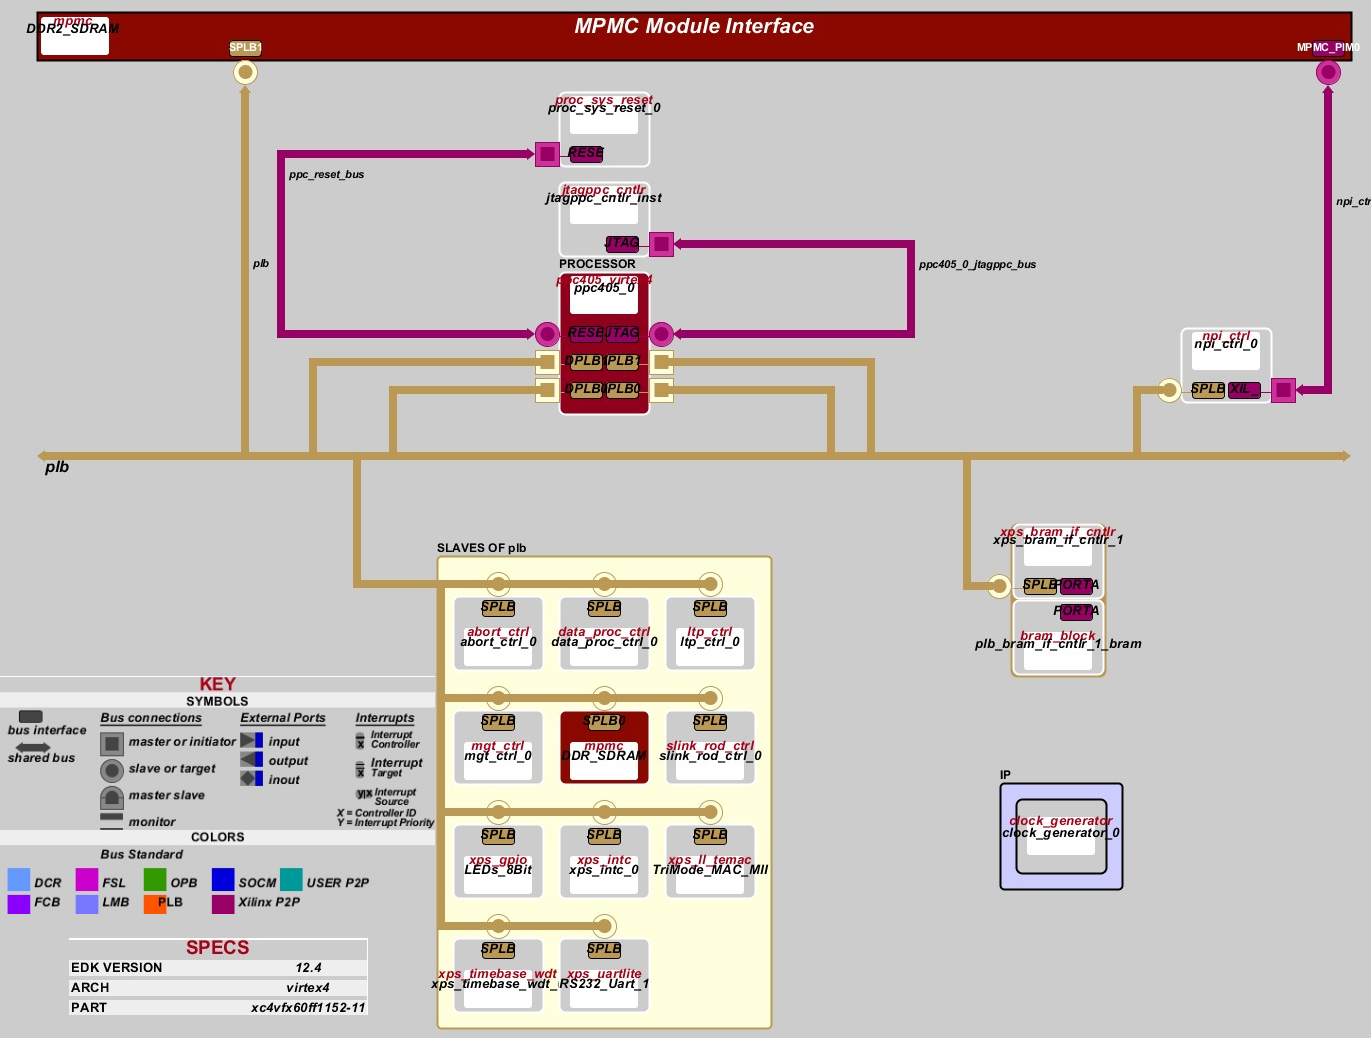 MPMC Module Interface
mpmc
DDR2_SDRAM
SPLB1
MPMC_PIM0
proc_sys_reset
proc_sys_reset_0
RESE
ppc_reset_bus
jtagppc_cntlr
jtagppc_cntlr_inst
JTAG
npi_ctr
plb
PROCESSOR
ppc405_0_jtagppc_bus
ppc405_virtex4
ppc405_0
RESE JTAG
DPLB IPLB1
DPLB IPLB0
npi_ctrl
npi_ctrl_0
SPLB XIL_
plb
SLAVES OF plb
xps_bram_if_cntlr
xps_bram_if_cntlr_1
SPLB PORTA
PORTA
bram_block
plb_bram_if_cntlr_1_bram
SPLB SPLB SPLB
abort_ctrl data_proc_ctrl ltp_ctrl
abort_ctrl_0 data_proc_ctrl_0 ltp_ctrl_0
SPLB SPLB0 SPLB
mgt_ctrl mpmc slink_rod_ctrl
mgt_ctrl_0 DDR_SDRAM slink_rod_ctrl_0
SPLB SPLB SPLB
xps_gpio xps_intc xps_ll_temac
LEDs_8Bit xps_intc_0 TriMode_MAC_MII
SPLB SPLB
xps_timebase_wdt xps_uartlite
xps_timebase_wdt_ RS232_Uart_1
IP
clock_generator
clock_generator_0
KEY
SYMBOLS
bus interface
shared bus
Bus connections
master or initiator
slave or target
master slave
monitor
External Ports
input
output
inout
Interrupts
Interrupt
Controller
x
Interrupt
Target
x
y|x Interrupt
Source
X = Controller ID
Y = Interrupt Priority
COLORS
Bus Standard
DCR FSL OPB SOCM USER P2P
FCB LMB PLB Xilinx P2P
SPECS
EDK VERSION 12.4
ARCH virtex4
PART xc4vfx60ff1152-11